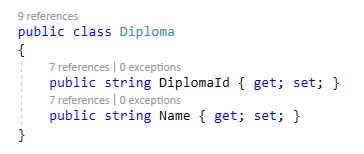 9 references
public class Diploma
{
7 references | 0 exceptions
public string DiplomaId { get; set; }
7 references | 0 exceptions
public string Name { get; set; }
}